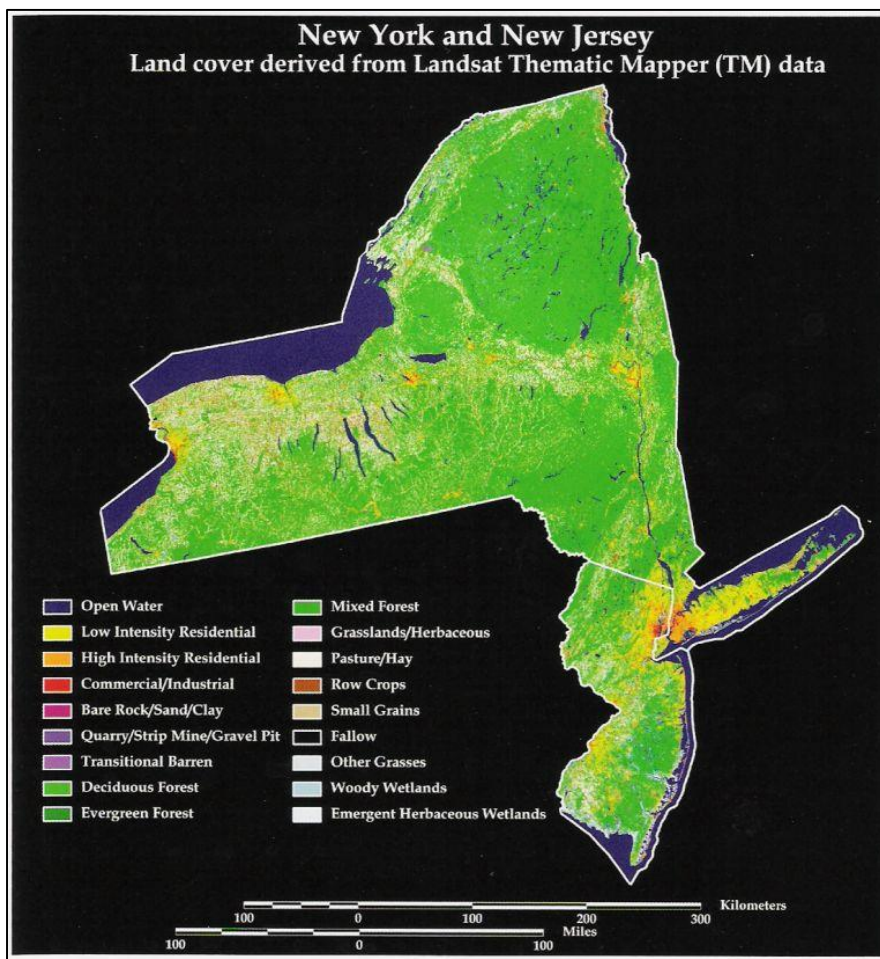 New York and New Jersey
Land cover derived from Landsat Thematic Mapper (TM) data
Open Water
Low Intensity Residential
High Intensity Residential
Commercial/Industrial
Bare Rock/Sand/Clay
Quarry/Strip Mine/Gravel Pit
Transitional Barren
Deciduous Forest
Evergreen Forest
Mixed Forest
Grasslands/Herbaceous
Pasture/Hay
Row Crops
Small Grains
Fallow
Other Grasses
Woody Wetlands
Emergent Herbaceous Wetlands
Kilometers
100 0 100 200 300
Miles
100 0 100